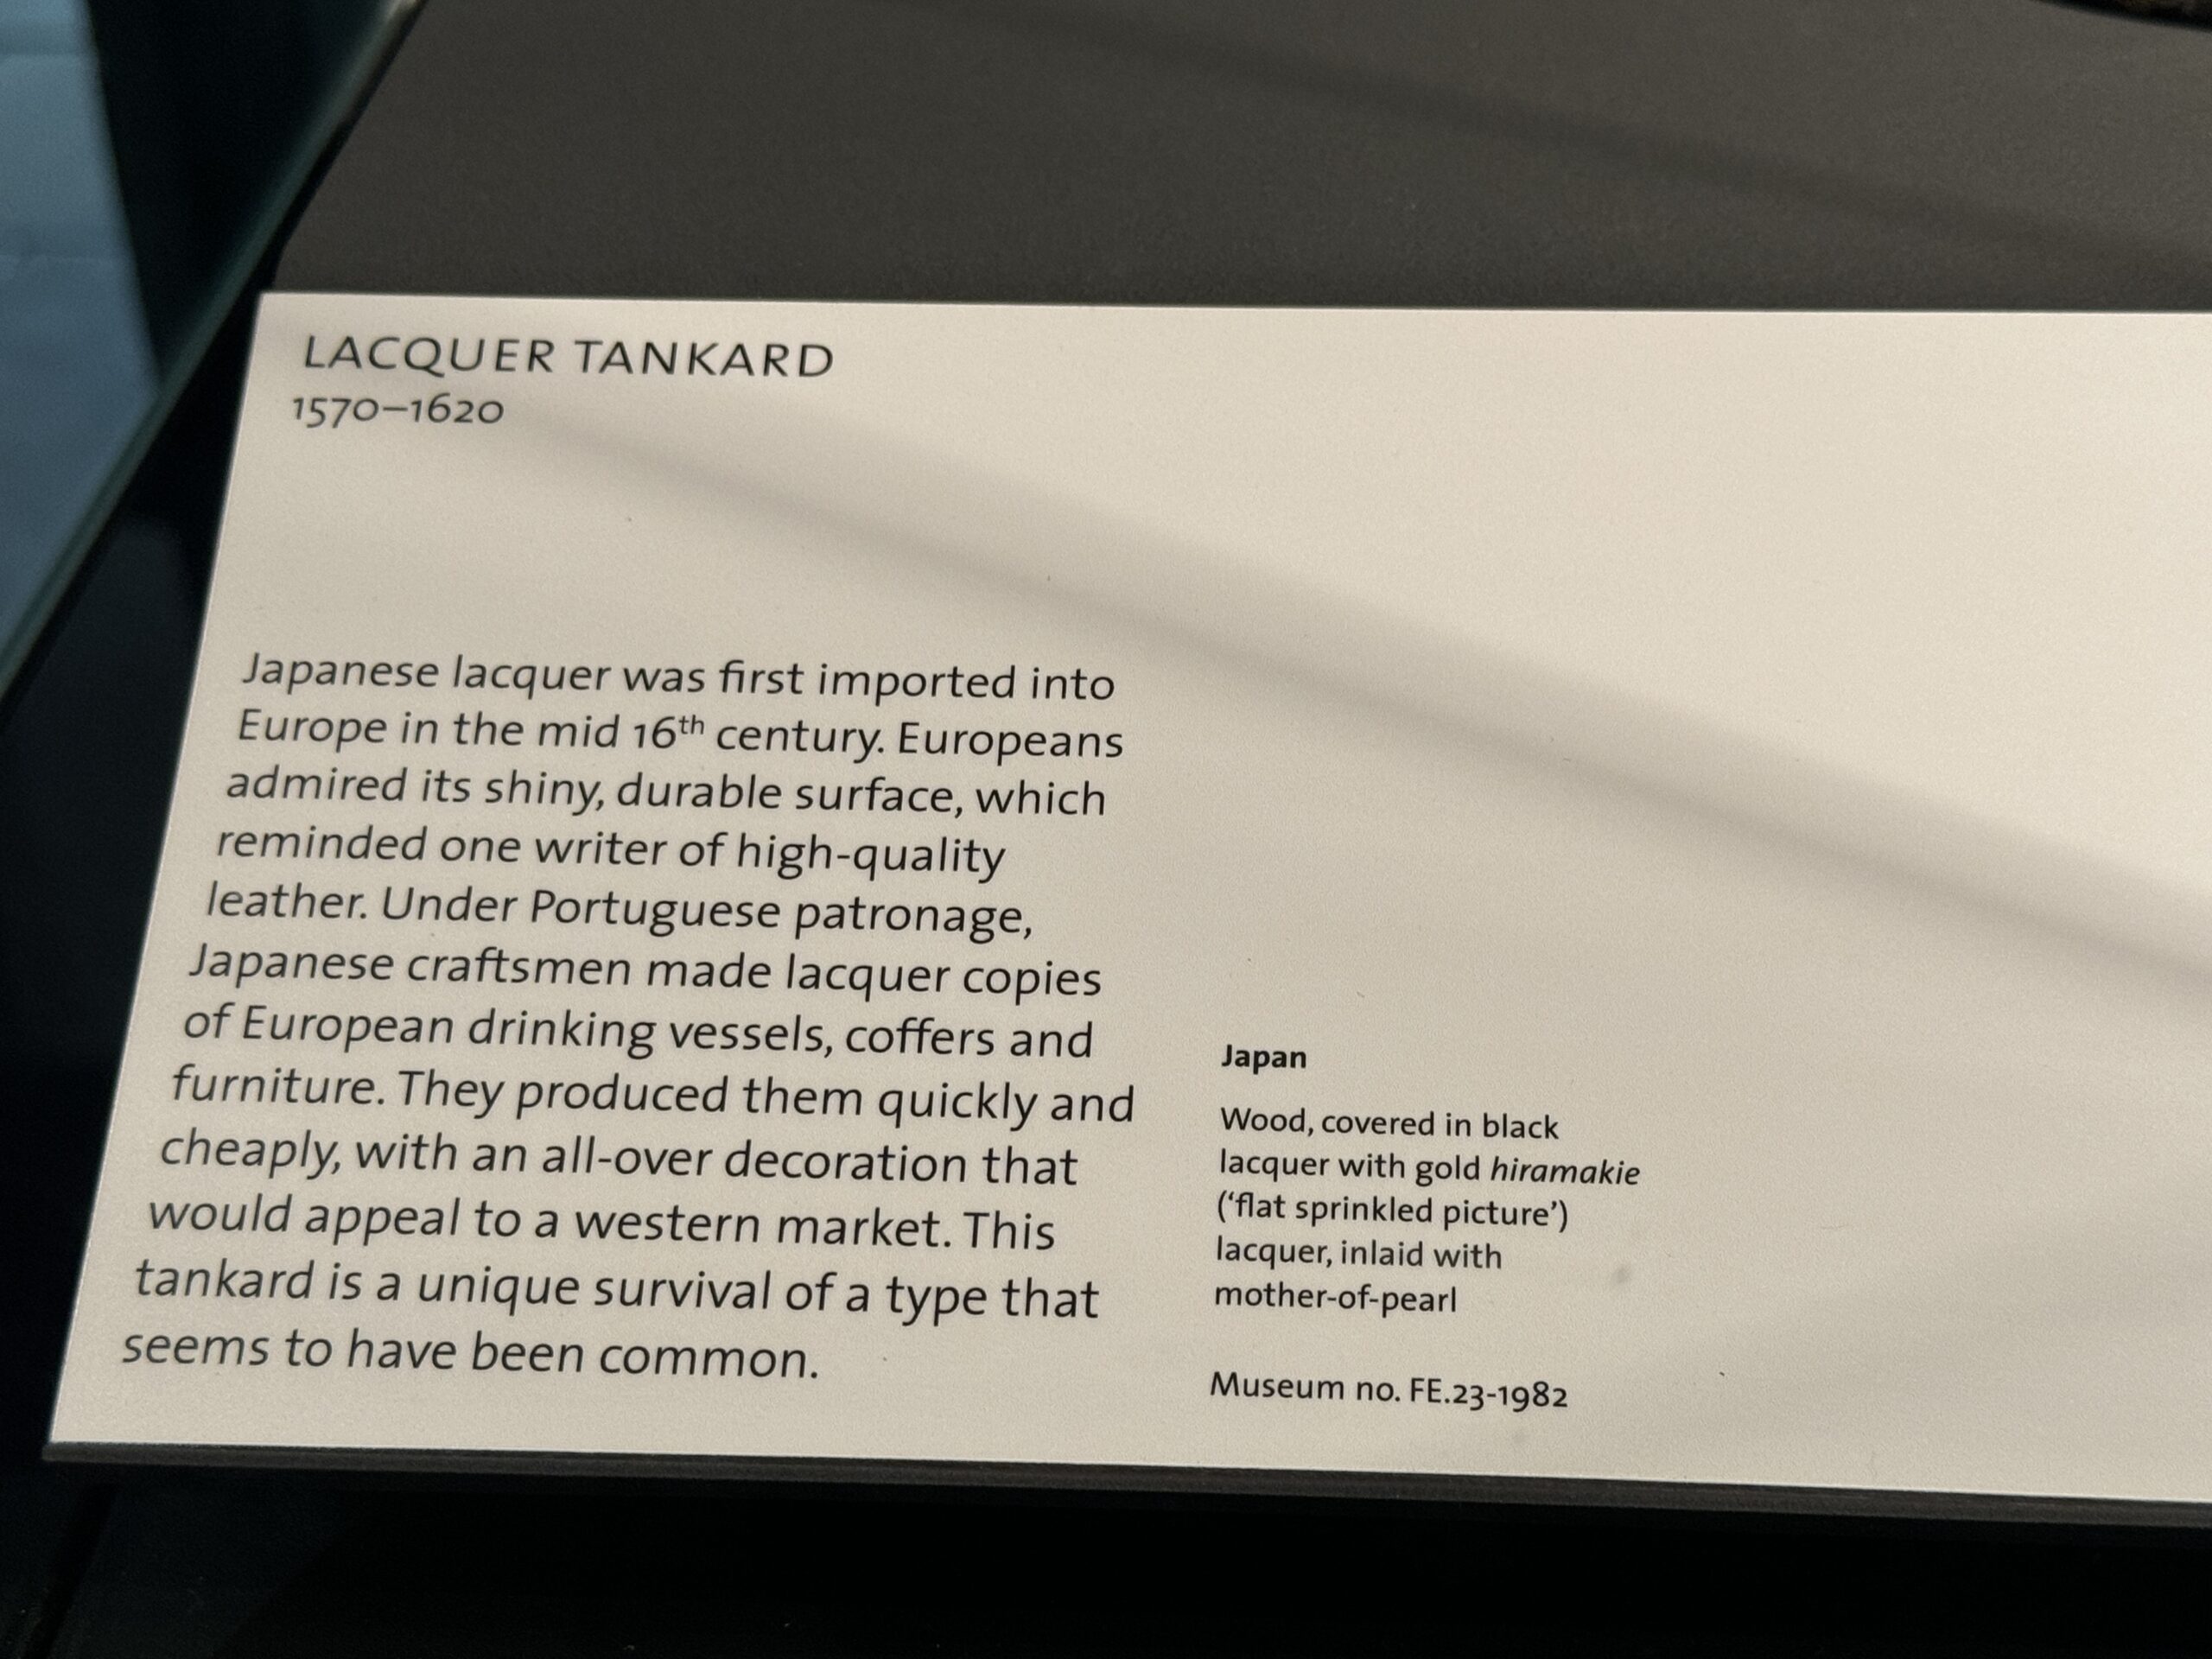 LACQUER TANKARD
1570–1620
Japanese lacquer was first imported into
Europe in the mid 16th century. Europeans
admired its shiny, durable surface, which
reminded one writer of high-quality
leather. Under Portuguese patronage,
Japanese craftsmen made lacquer copies
of European drinking vessels, coffers and
furniture. They produced them quickly and
cheaply, with an all-over decoration that
would appeal to a western market. This
tankard is a unique survival of a type that
seems to have been common.
Japan
Wood, covered in black
lacquer with gold hiramakie
(‘flat sprinkled picture’)
lacquer, inlaid with
mother-of-pearl
Museum no. FE.23-1982